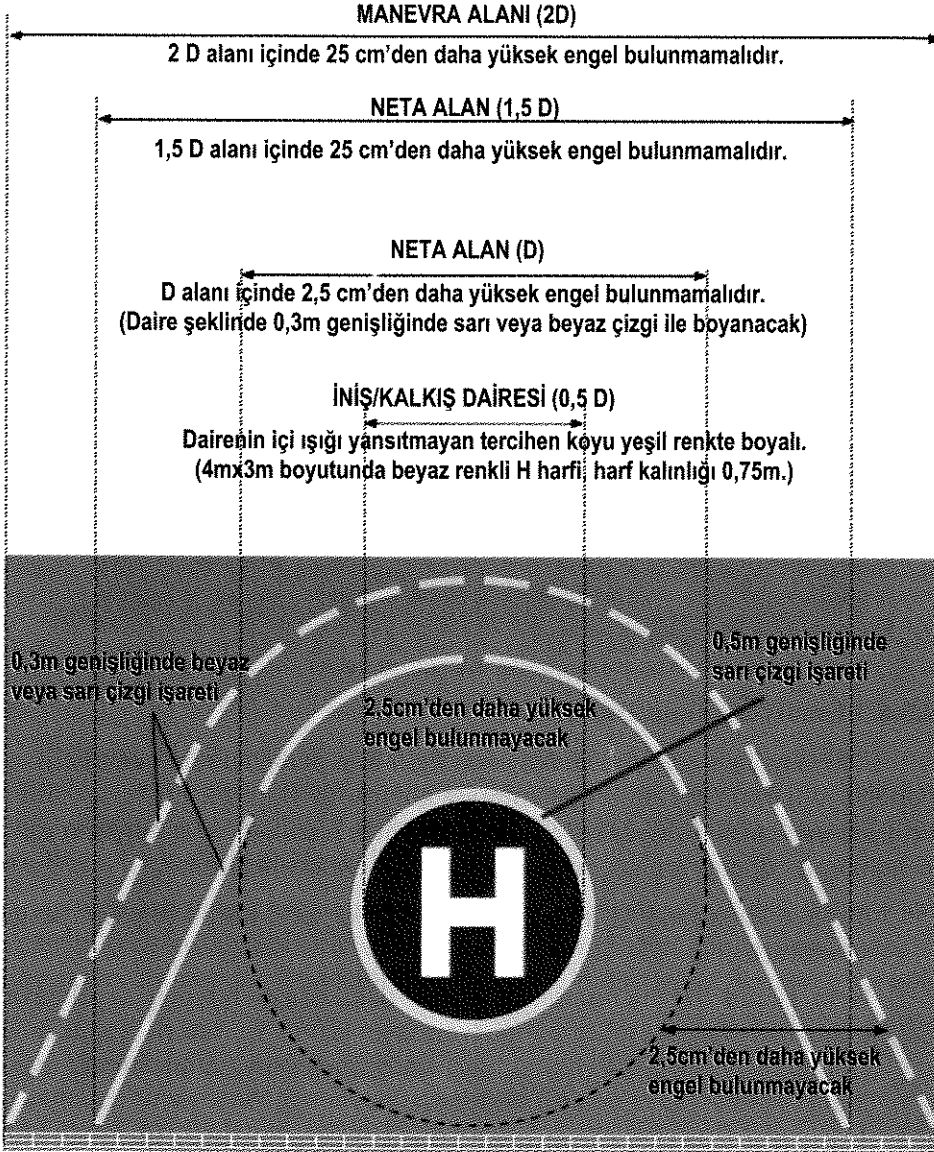 MANEVRA ALANI (2D)
2 D alanı içinde 25 cm'den daha yüksek engel bulunmamalıdır.
NETA ALAN (1,5 D)
1,5 D alanı içinde 25 cm'den daha yüksek engel bulunmamalıdır.
NETA ALAN (D)
D alanı içinde 2,5 cm'den daha yüksek engel bulunmamalıdır.
(Daire şeklinde 0,3m genişliğinde sarı veya beyaz çizgi ile boyanacak)
İNİŞ/KALKIŞ DAİRESİ (0,5 D)
Dairenin içi ışığı yansıtmayan tercihen koyu yeşil renkte boyalı.
(4mx3m boyutunda beyaz renkli H harfi, harf kalınlığı 0,75m.)
0,3m genişliğinde beyaz
veya sarı çizgi işareti
0,5m genişliğinde
sarı çizgi işareti
2,5cm'den daha yüksek
engel bulunmayacak
H
2,5cm'den daha yüksek
engel bulunmayacak